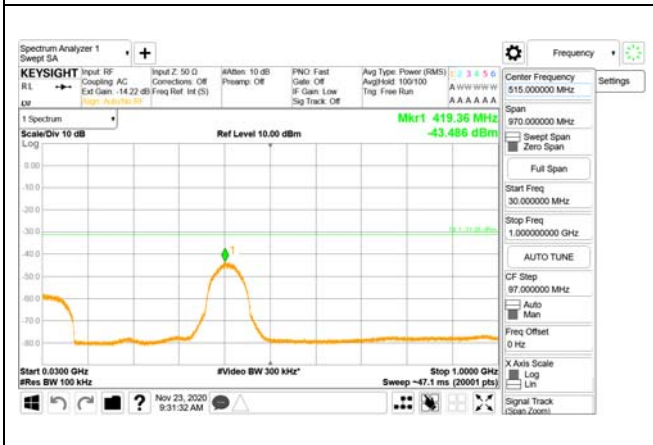 Spectrum Analyzer 1
Swept SA
+
Frequency
KEYSIGHT
RL
Input: RF
Coupling: AC
Ext Gain: -14.22 dB
Align: Auto/No RF
Input Z: 50 Ω
Corrections: Off
Freq Ref: Int (S)
#Atten: 10 dB
Preamp: Off
PNO: Fast
Gate: Off
IF Gain: Low
Sig Track: Off
Avg Type: Power (RMS)
Avg|Hold: 100/100
Trig: Free Run
1 2 3 4 5 6
A W W W W W
A A A A A A
1 Spectrum
Scale/Div 10 dB
Log
Ref Level 10.00 dBm
Mkr1 419.36 MHz
-43.486 dBm
0.00
-10.0
-20.0
-30.0
-40.0
-50.0
-60.0
-70.0
-80.0
1
Start 0.0300 GHz
#Res BW 100 kHz
#Video BW 300 kHz*
Stop 1.0000 GHz
Sweep ~47.1 ms (20001 pts)
Nov 23, 2020
9:31:32 AM
Center Frequency
515.000000 MHz
Settings
Span
970.000000 MHz
Swept Span
Zero Span
Full Span
Start Freq
30.000000 MHz
Stop Freq
1.000000000 GHz
AUTO TUNE
CF Step
97.000000 MHz
Auto
Man
Freq Offset
0 Hz
X Axis Scale
Log
Lin
Signal Track
(Span Zoom)